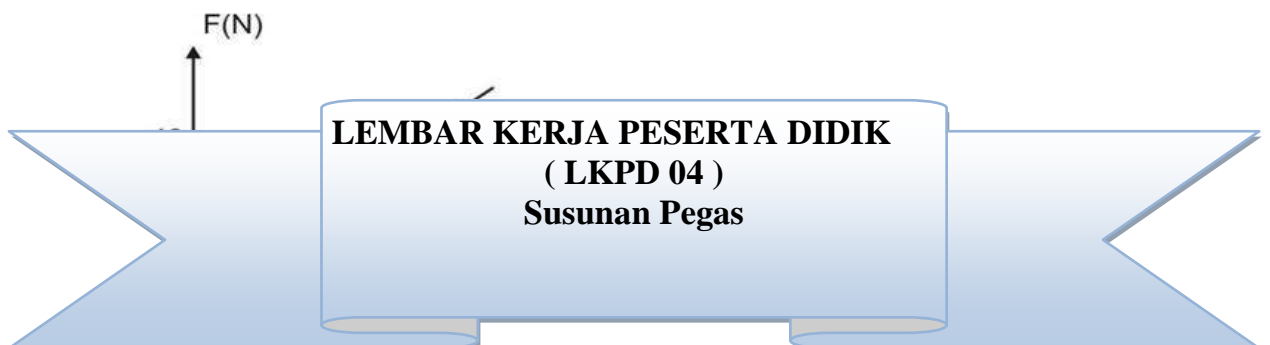 F(N)
LEMBAR KERJA PESERTA DIDIK
( LKPD 04 )
Susunan Pegas